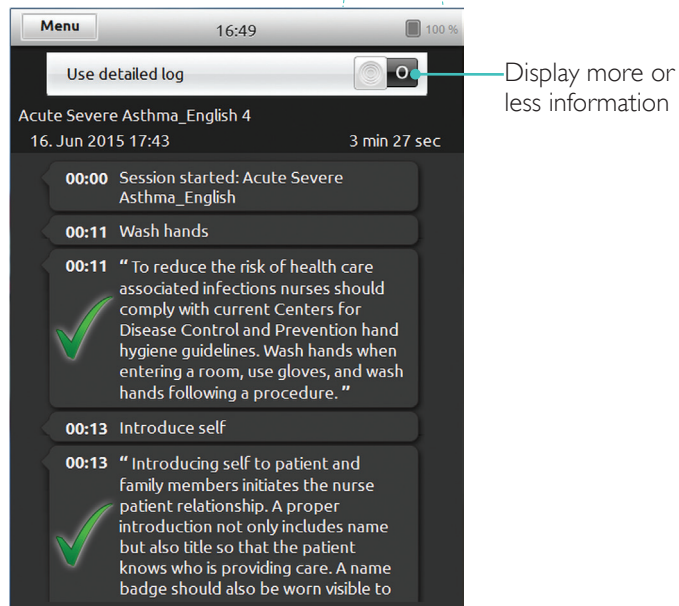 Menu
16:49
100 %
Use detailed log
O
Display more or
less information
Acute Severe Asthma_English 4
16. Jun 2015 17:43
3 min 27 sec
00:00 Session started: Acute Severe
Asthma_English
00:11 Wash hands
00:11 “ To reduce the risk of health care
associated infections nurses should
comply with current Centers for
Disease Control and Prevention hand
hygiene guidelines. Wash hands when
entering a room, use gloves, and wash
hands following a procedure. ”
00:13 Introduce self
00:13 “ Introducing self to patient and
family members initiates the nurse
patient relationship. A proper
introduction not only includes name
but also title so that the patient
knows who is providing care. A name
badge should also be worn visible to